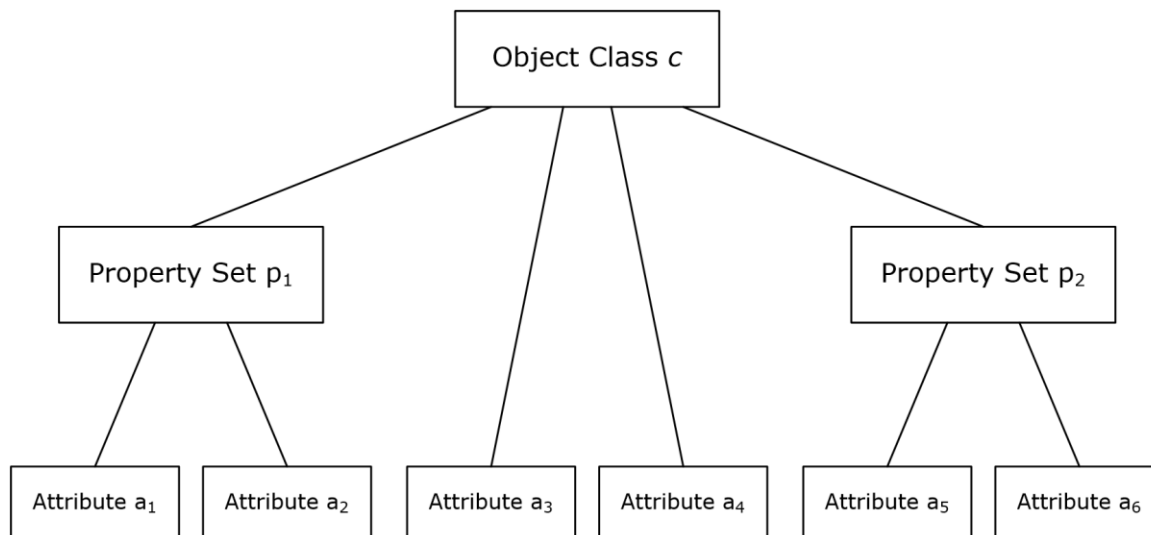 Object Class c
Property Set p₁
Property Set p₂
Attribute a₁
Attribute a₂
Attribute a₃
Attribute a₄
Attribute a₅
Attribute a₆